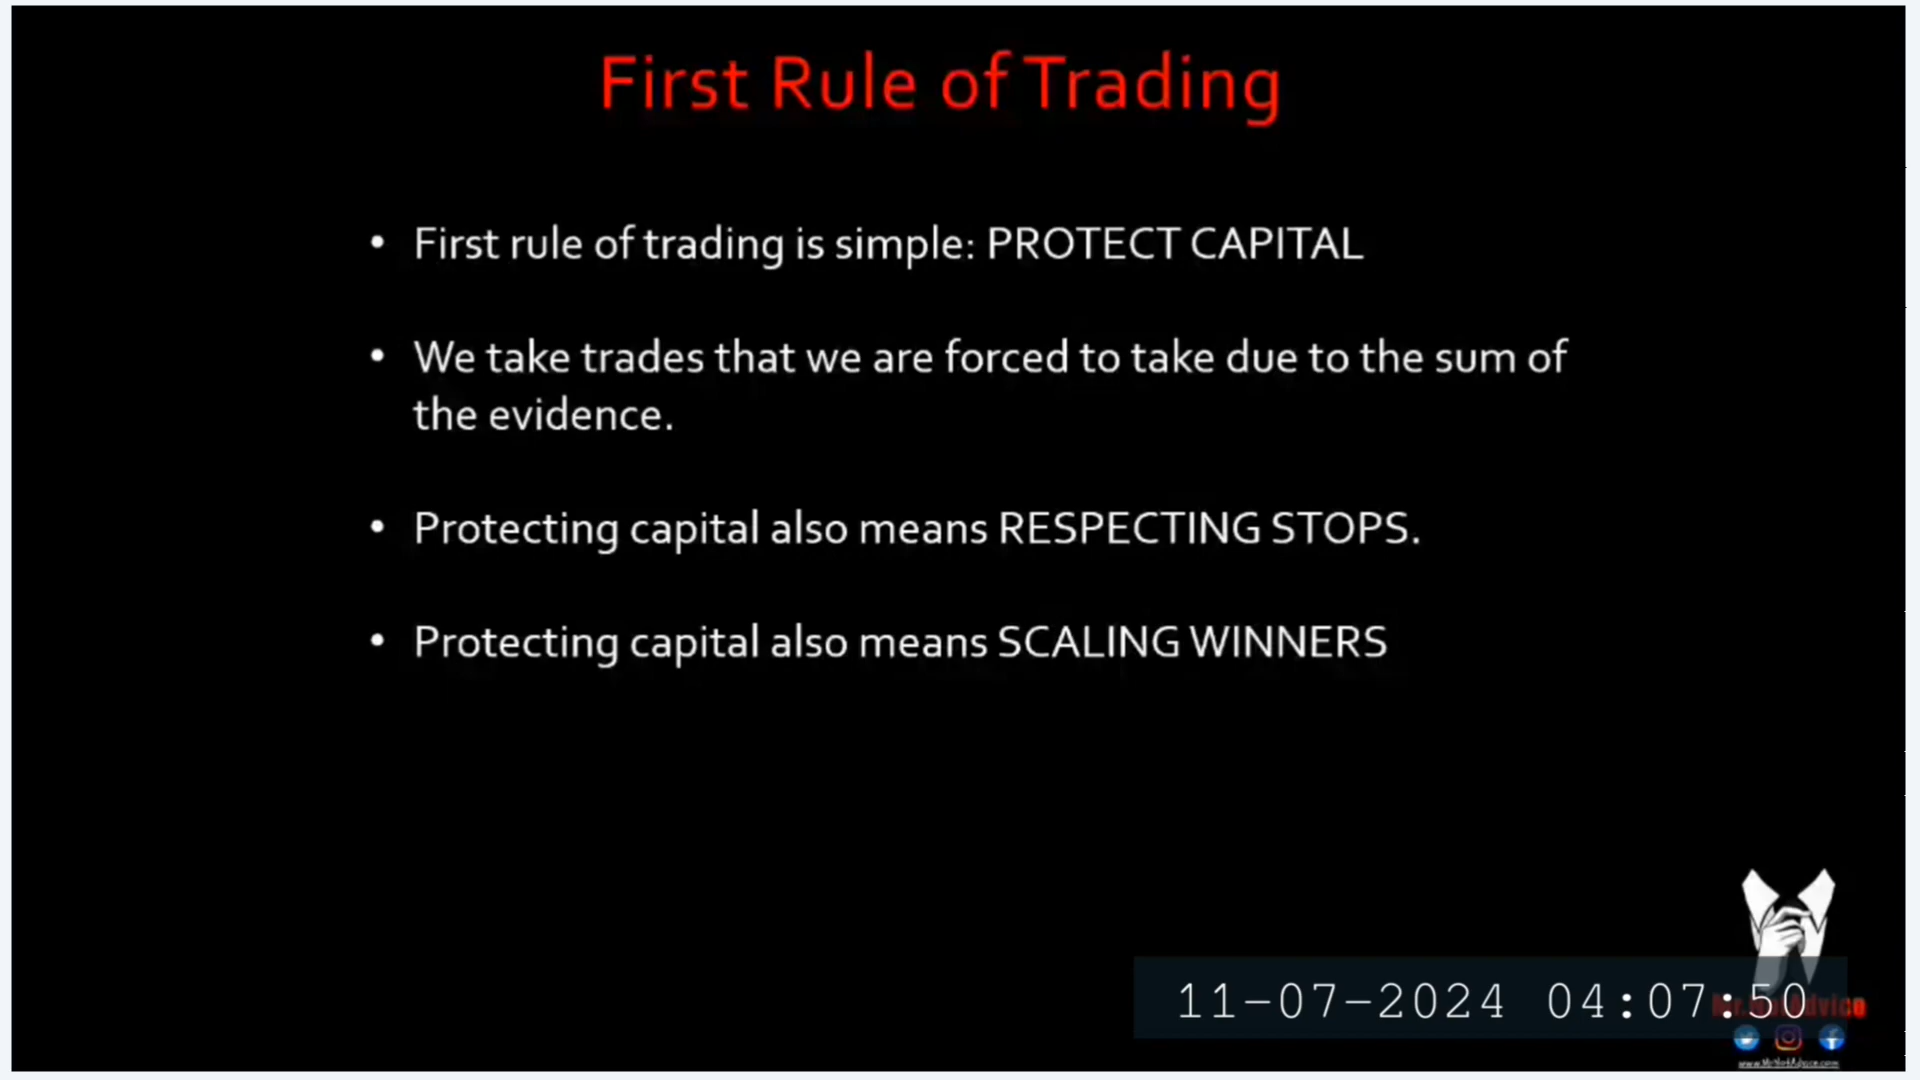 First Rule of Trading
• First rule of trading is simple: PROTECT CAPITAL
• We take trades that we are forced to take due to the sum of
the evidence.
• Protecting capital also means RESPECTING STOPS.
• Protecting capital also means SCALING WINNERS
11-07-2024 04:07:50